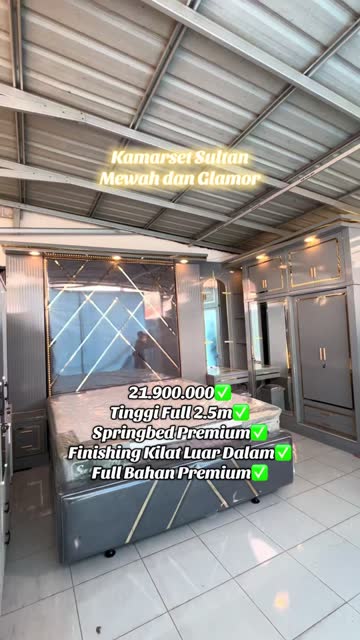 Kamarset Sultan
Mewah dan Glamor
21.900.000✅
Tinggi Full 2.5m✅
Springbed Premium✅
Finishing Kilat Luar Dalam✅
Full Bahan Premium✅